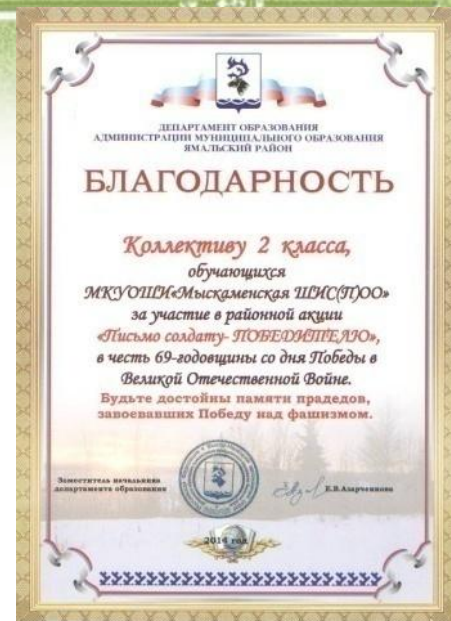 ДЕПАРТАМЕНТ ОБРАЗОВАНИЯ
АДМИНИСТРАЦИИ МУНИЦИПАЛЬНОГО ОБРАЗОВАНИЯ
ЯМАЛЬСКИЙ РАЙОН
БЛАГОДАРНОСТЬ
Коллективу 2 класса,
обучающихся
МКУОШИ«Мыскаменская ШИС(П)ОО»
за участие в районной акции
«Письмо солдату- ПОБЕДИТЕЛЮ»,
в честь 69-годовщины со дня Победы в
Великой Отечественной Войне.
Будьте достойны памяти прадедов,
завоевавших Победу над фашизмом.
Заместитель начальника
департамента образования
Е.В.Азарченкова
2014 год